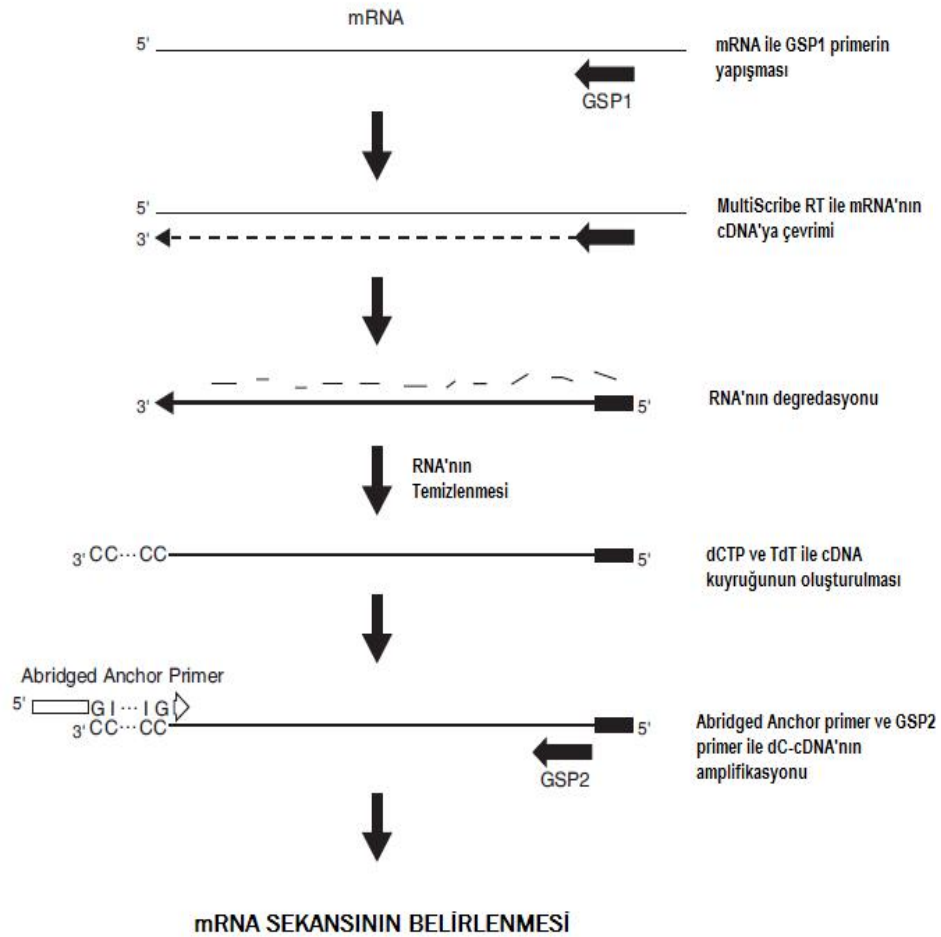 mRNA
5'
mRNA ile GSP1 primerin
yapışması
GSP1
5'
3'
MultiScribe RT ile mRNA'nın
cDNA'ya çevrimi
3'
5'
RNA'nın degredasyonu
RNA'nın
Temizlenmesi
3' CC···CC
5'
dCTP ve TdT ile cDNA
kuyruğunun oluşturulması
Abridged Anchor Primer
5'
G I ··· I G
3' CC···CC
5'
GSP2
Abridged Anchor primer ve GSP2
primer ile dC-cDNA'nın
amplifikasyonu
mRNA SEKANSININ BELİRLENMESİ